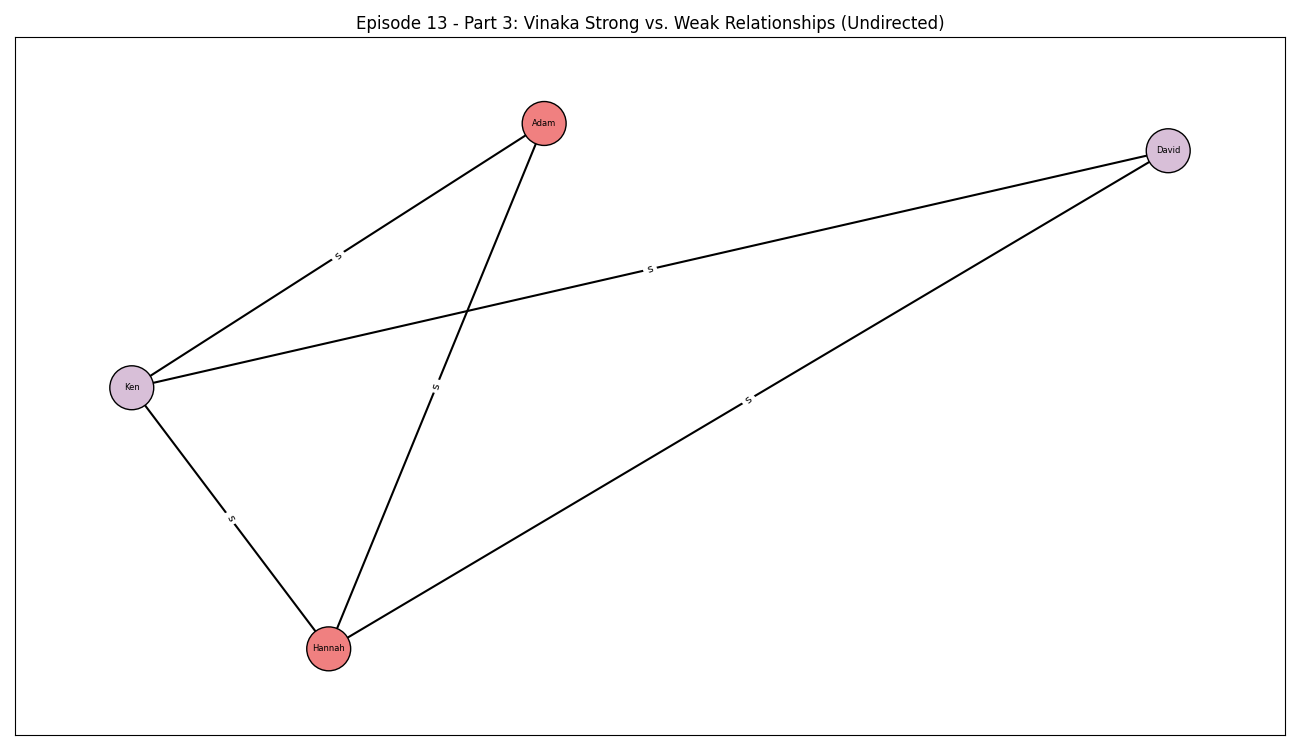 Episode 13 - Part 3: Vinaka Strong vs. Weak Relationships (Undirected)
Adam
David
s
s
Ken
s
s
s
Hannah